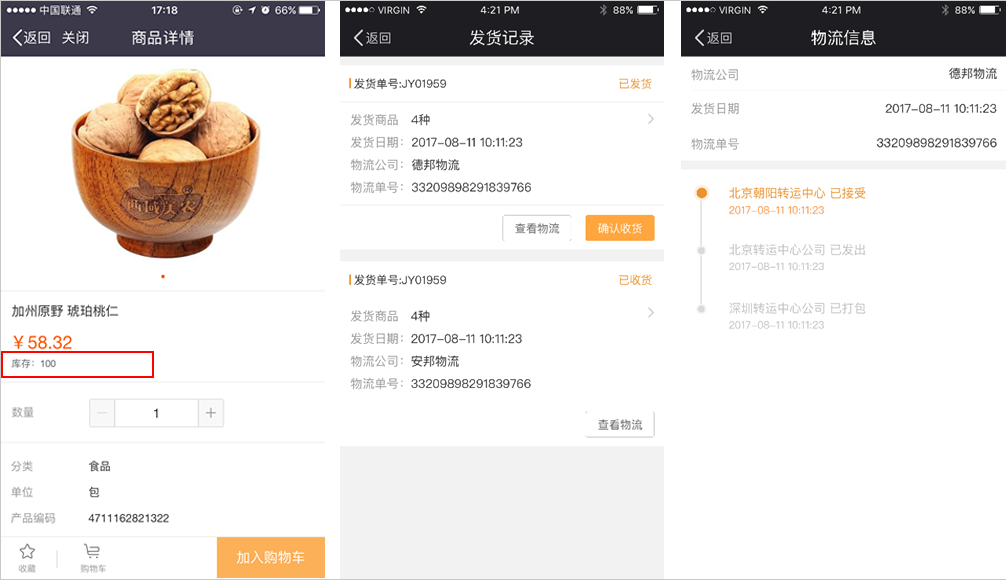 中国联通 17:18 66%
返回 关闭 商品详情
加州原野 琥珀桃仁
￥58.32
库存：100
数量 － 1 ＋
分类 食品
单位 包
产品编码 4711162821322
收藏 购物车 加入购物车
VIRGIN 4:21 PM 88%
返回 发货记录
发货单号:JY01959 已发货
发货商品 4种
发货日期：2017-08-11 10:11:23
物流公司：德邦物流
物流单号：33209898291839766
查看物流 确认收货
发货单号:JY01959 已收货
发货商品 4种
发货日期：2017-08-11 10:11:23
物流公司：安邦物流
物流单号：33209898291839766
查看物流
VIRGIN 4:21 PM 88%
返回 物流信息
物流公司 德邦物流
发货日期 2017-08-11 10:11:23
物流单号 33209898291839766
北京朝阳转运中心 已接受
2017-08-11 10:11:23
北京转运中心公司 已发出
2017-08-11 10:11:23
深圳转运中心公司 已打包
2017-08-11 10:11:23